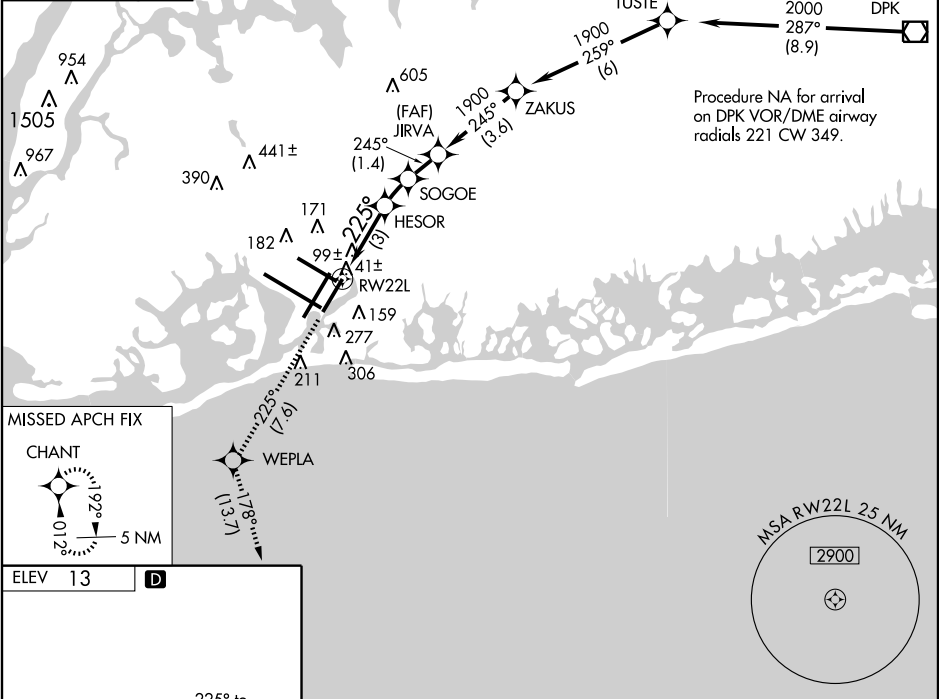 TUSTE
2000
DPK
287°
(8.9)
1900
259°
(6)
954
605
1505
(FAF)
JIRVA
1900
245°
(3.6)
ZAKUS
Procedure NA for arrival
on DPK VOR/DME airway
radials 221 CW 349.
967
441±
245°
(1.4)
390
SOGOE
171
225°
HESOR
182
(3)
99±
41±
RW22L
159
277
306
211
225°
(7.6)
MISSED APCH FIX
CHANT
192°
012°
5 NM
WEPLA
178°
(13.7)
MSA RW22L 25 NM
2900
ELEV 13
D
225° to